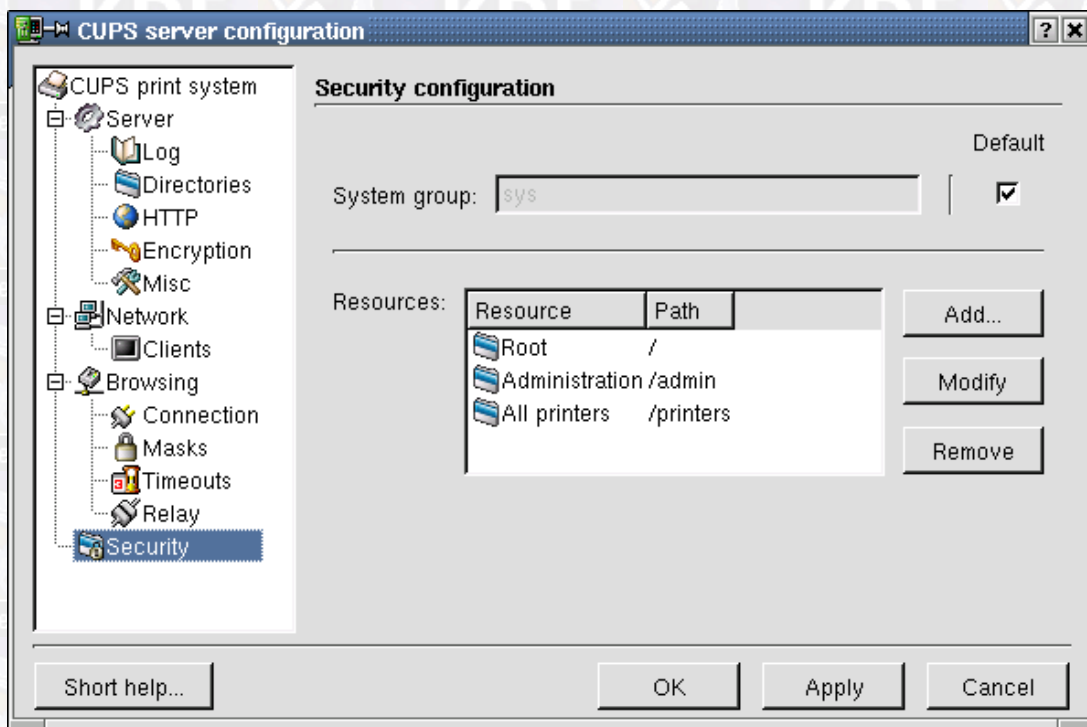 CUPS server configuration
CUPS print system
Server
Log
Directories
HTTP
Encryption
Misc
Network
Clients
Browsing
Connection
Masks
Timeouts
Relay
Security
Security configuration
Default
System group: sys
Resources:
Resource Path
Root /
Administration /admin
All printers /printers
Add...
Modify
Remove
Short help...
OK Apply Cancel